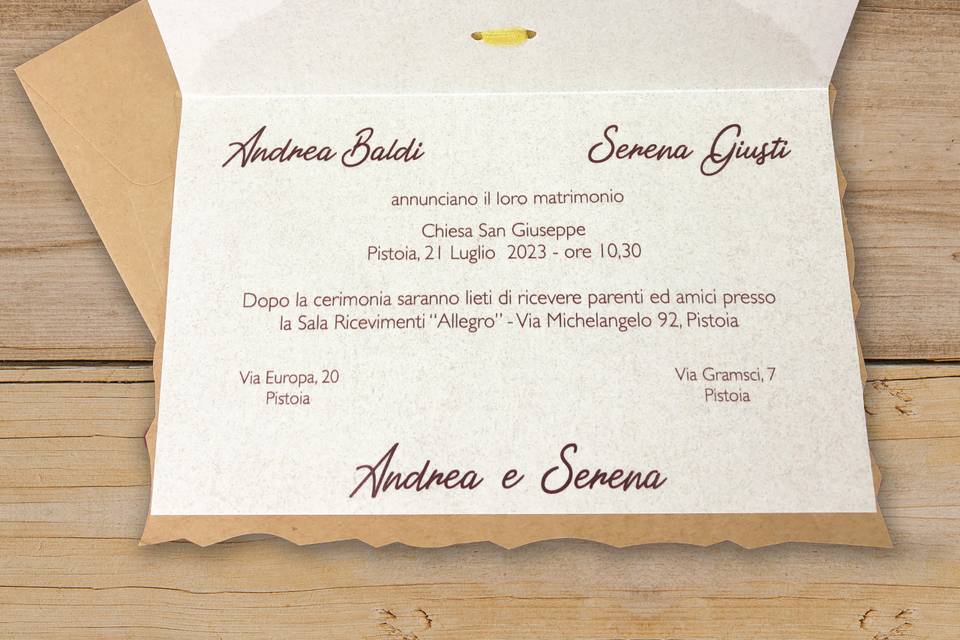 Andrea Baldi Serena Giusti
annunciano il loro matrimonio
Chiesa San Giuseppe
Pistoia, 21 Luglio 2023 - ore 10,30
Dopo la cerimonia saranno lieti di ricevere parenti ed amici presso
la Sala Ricevimenti “Allegro” - Via Michelangelo 92, Pistoia
Via Europa, 20
Pistoia
Via Gramsci, 7
Pistoia
Andrea e Serena